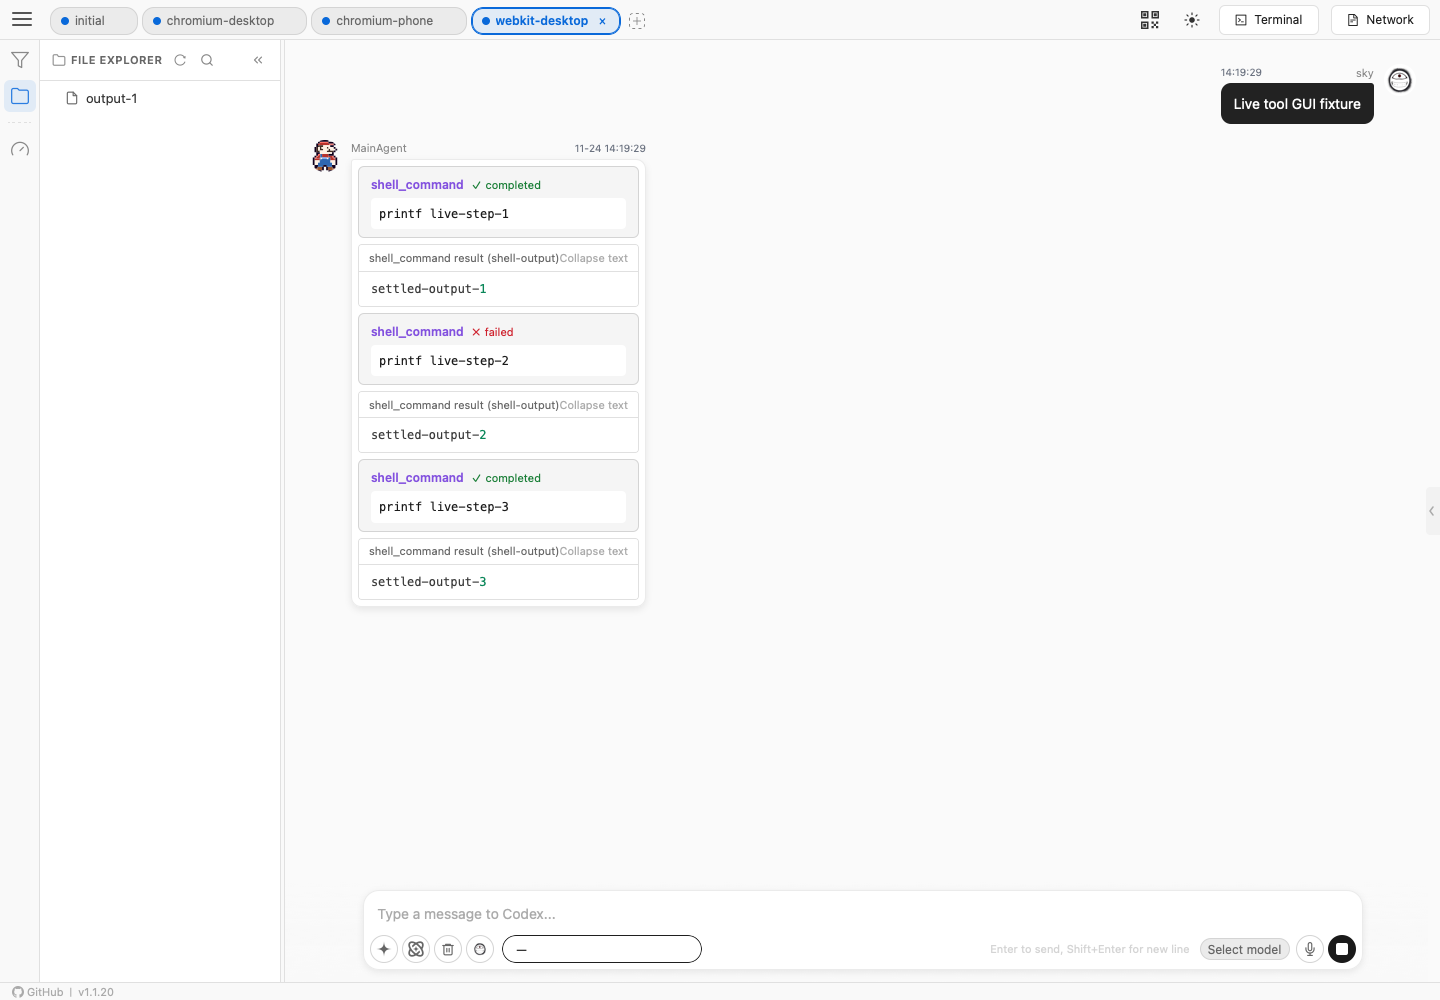 initial
chromium-desktop
chromium-phone
webkit-desktop ×
Terminal
Network
FILE EXPLORER
output-1
14:19:29 sky
Live tool GUI fixture
MainAgent 11-24 14:19:29
shell_command ✓ completed
printf live-step-1
shell_command result (shell-output)Collapse text
settled-output-1
shell_command ✕ failed
printf live-step-2
shell_command result (shell-output)Collapse text
settled-output-2
shell_command ✓ completed
printf live-step-3
shell_command result (shell-output)Collapse text
settled-output-3
Type a message to Codex...
—
Enter to send, Shift+Enter for new line
Select model
GitHub | v1.1.20